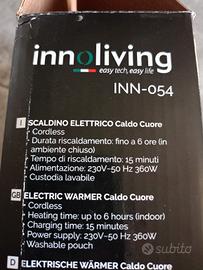 innoliving
easy tech, easy life
INN-054
I SCALDINO ELETTRICO Caldo Cuore
- Cordless
- Durata riscaldamento: fino a 6 ore (in
ambiente chiuso)
- Tempo di riscaldamento: 15 minuti
- Alimentazione: 230V~50 Hz 360W
- Custodia lavabile
GB ELECTRIC WARMER Caldo Cuore
- Cordless
- Heating time: up to 6 hours (indoor)
- Charging time: 15 minutes
- Power supply: 230V~50 Hz 360W
- Washable pouch
D ELEKTRISCHE WÄRMER Caldo Cuore
subito